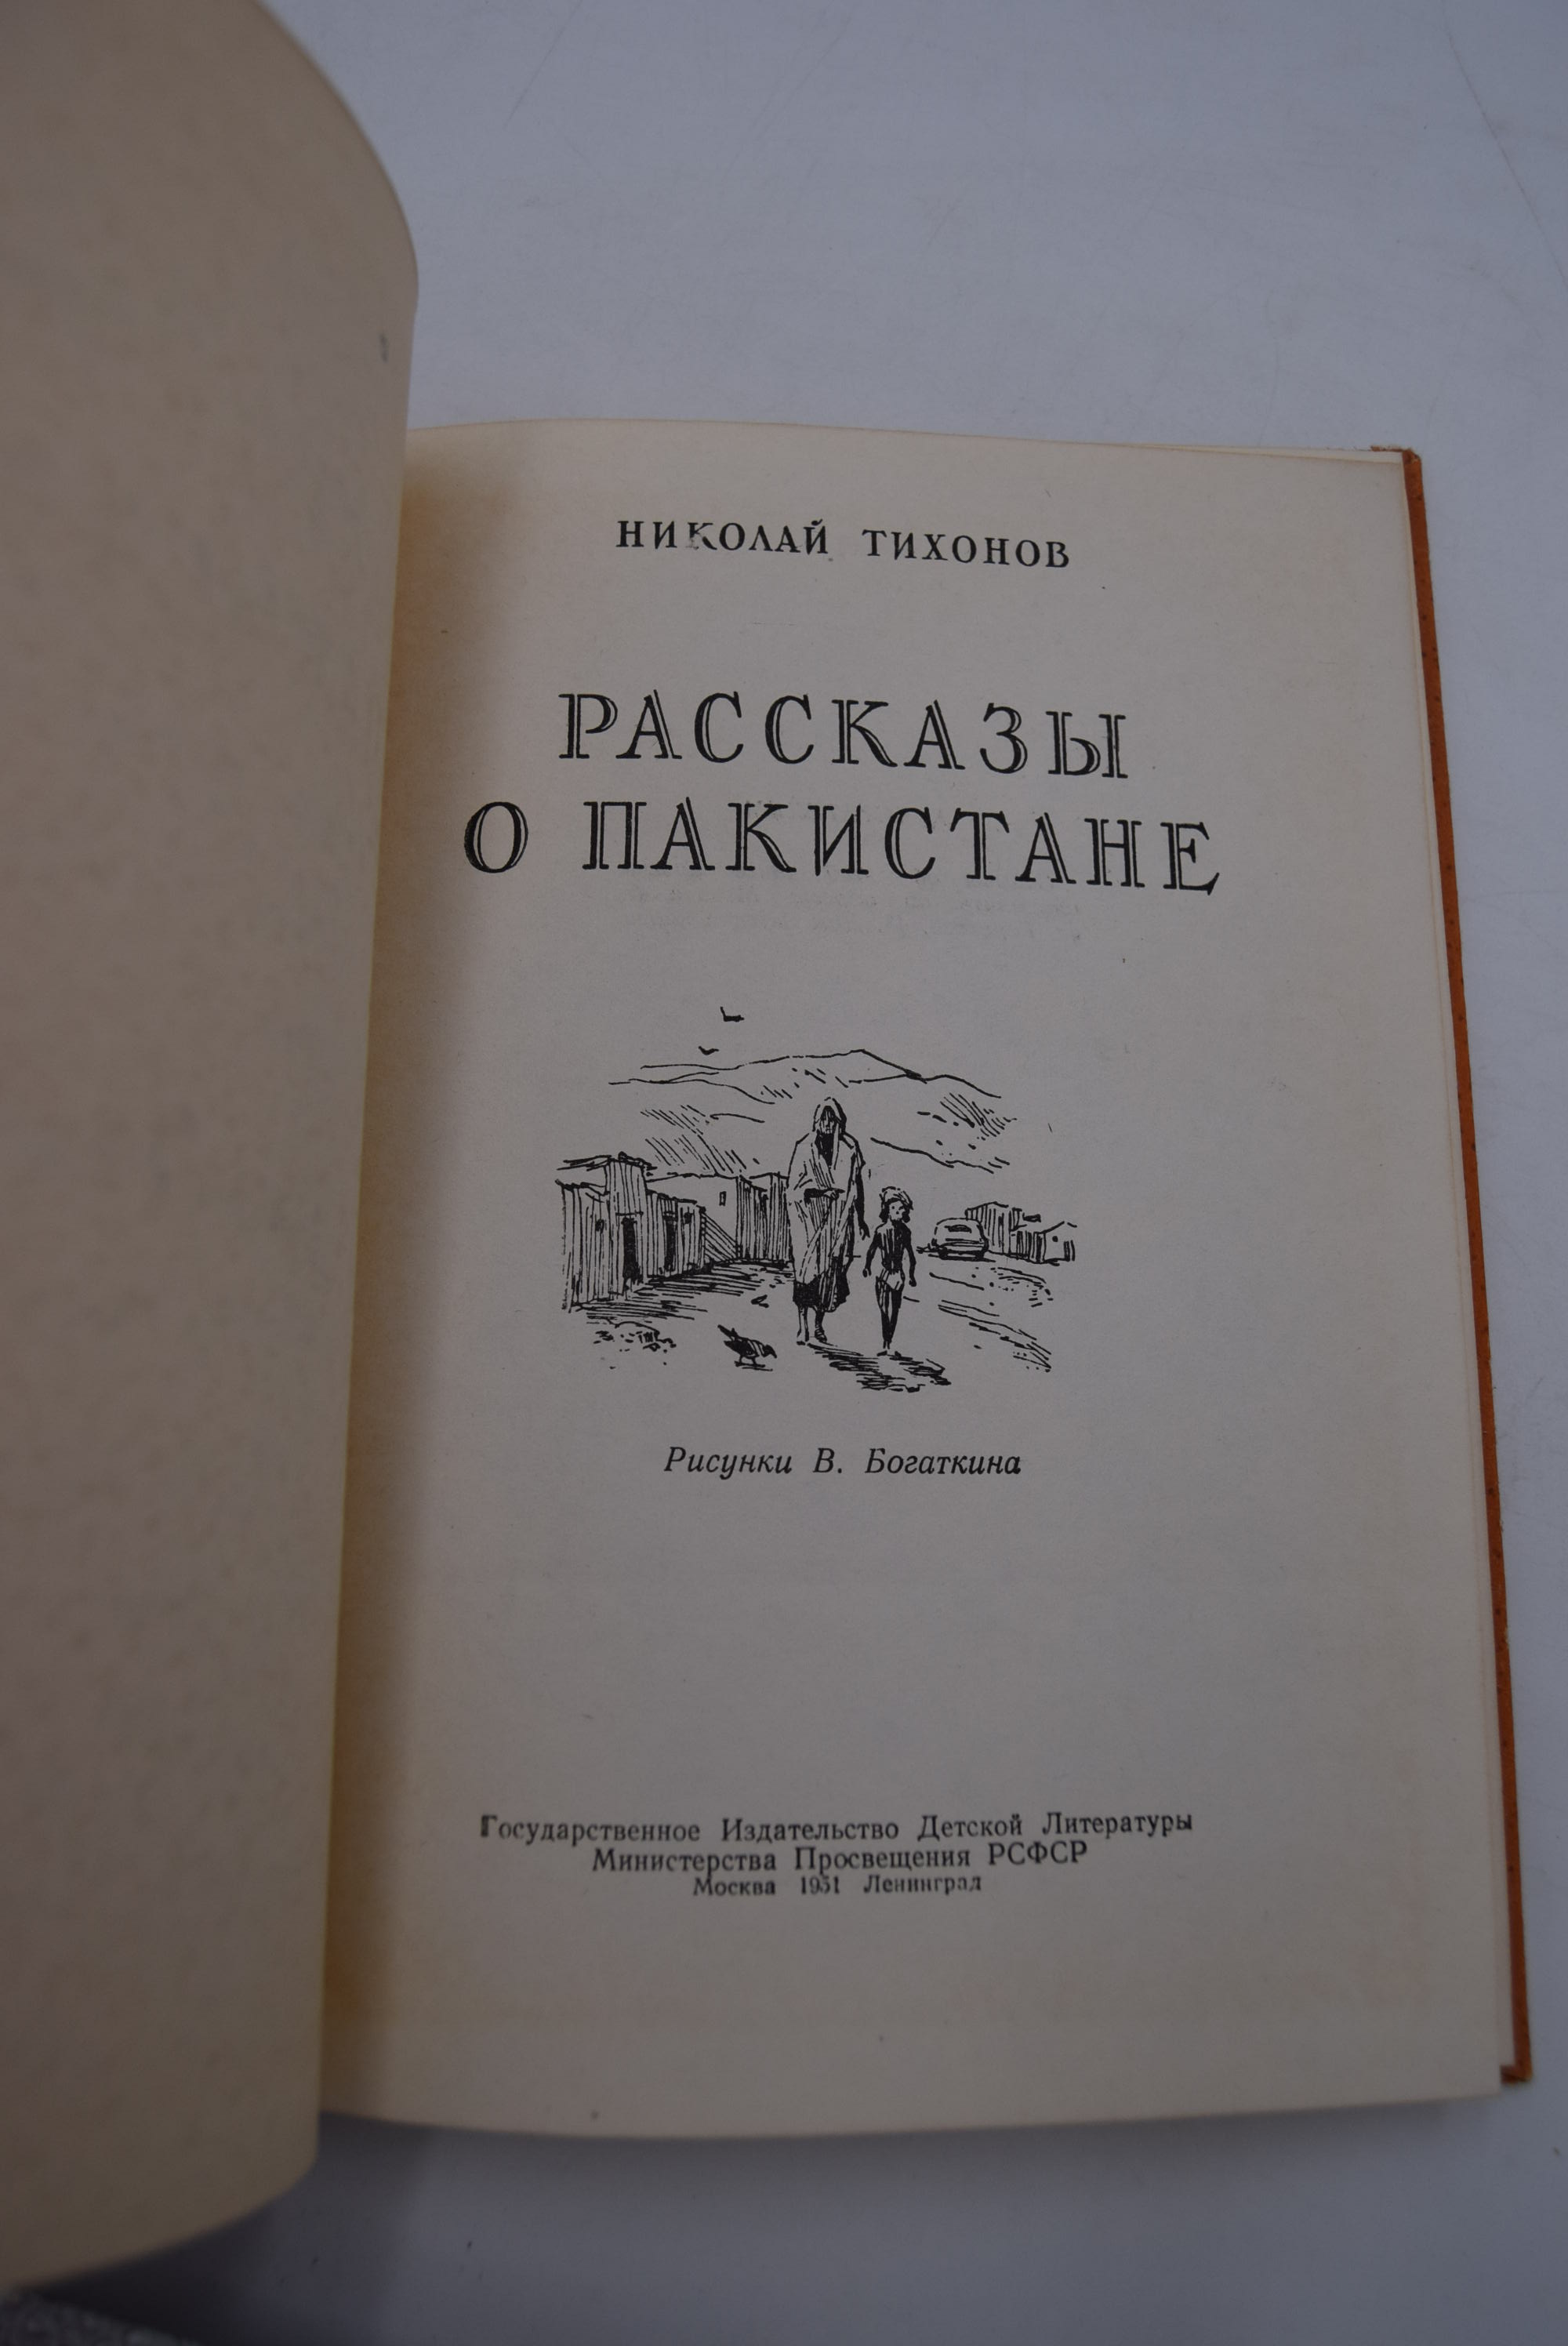 НИКОЛАЙ ТИХОНОВ
РАССКАЗЫ
О ПАКИСТАНЕ
Рисунки В. Богаткина
Государственное Издательство Детской Литературы
Министерства Просвещения РСФСР
Москва 1951 Ленинград